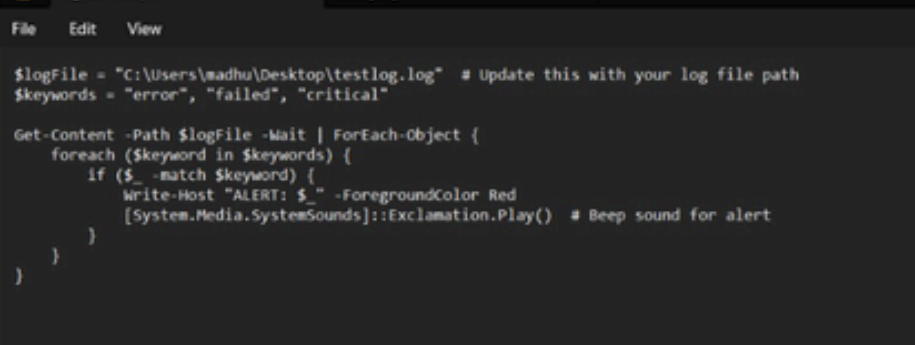 File Edit View
$logFile = "C:\Users\madhu\Desktop\testlog.log"  # Update this with your log file path
$keywords = "error", "failed", "critical"
Get-Content -Path $logFile -Wait | ForEach-Object {
    foreach ($keyword in $keywords) {
        if ($_ -match $keyword) {
            Write-Host "ALERT: $_" -ForegroundColor Red
            [System.Media.SystemSounds]::Exclamation.Play()  # Beep sound for alert
        }
    }
}